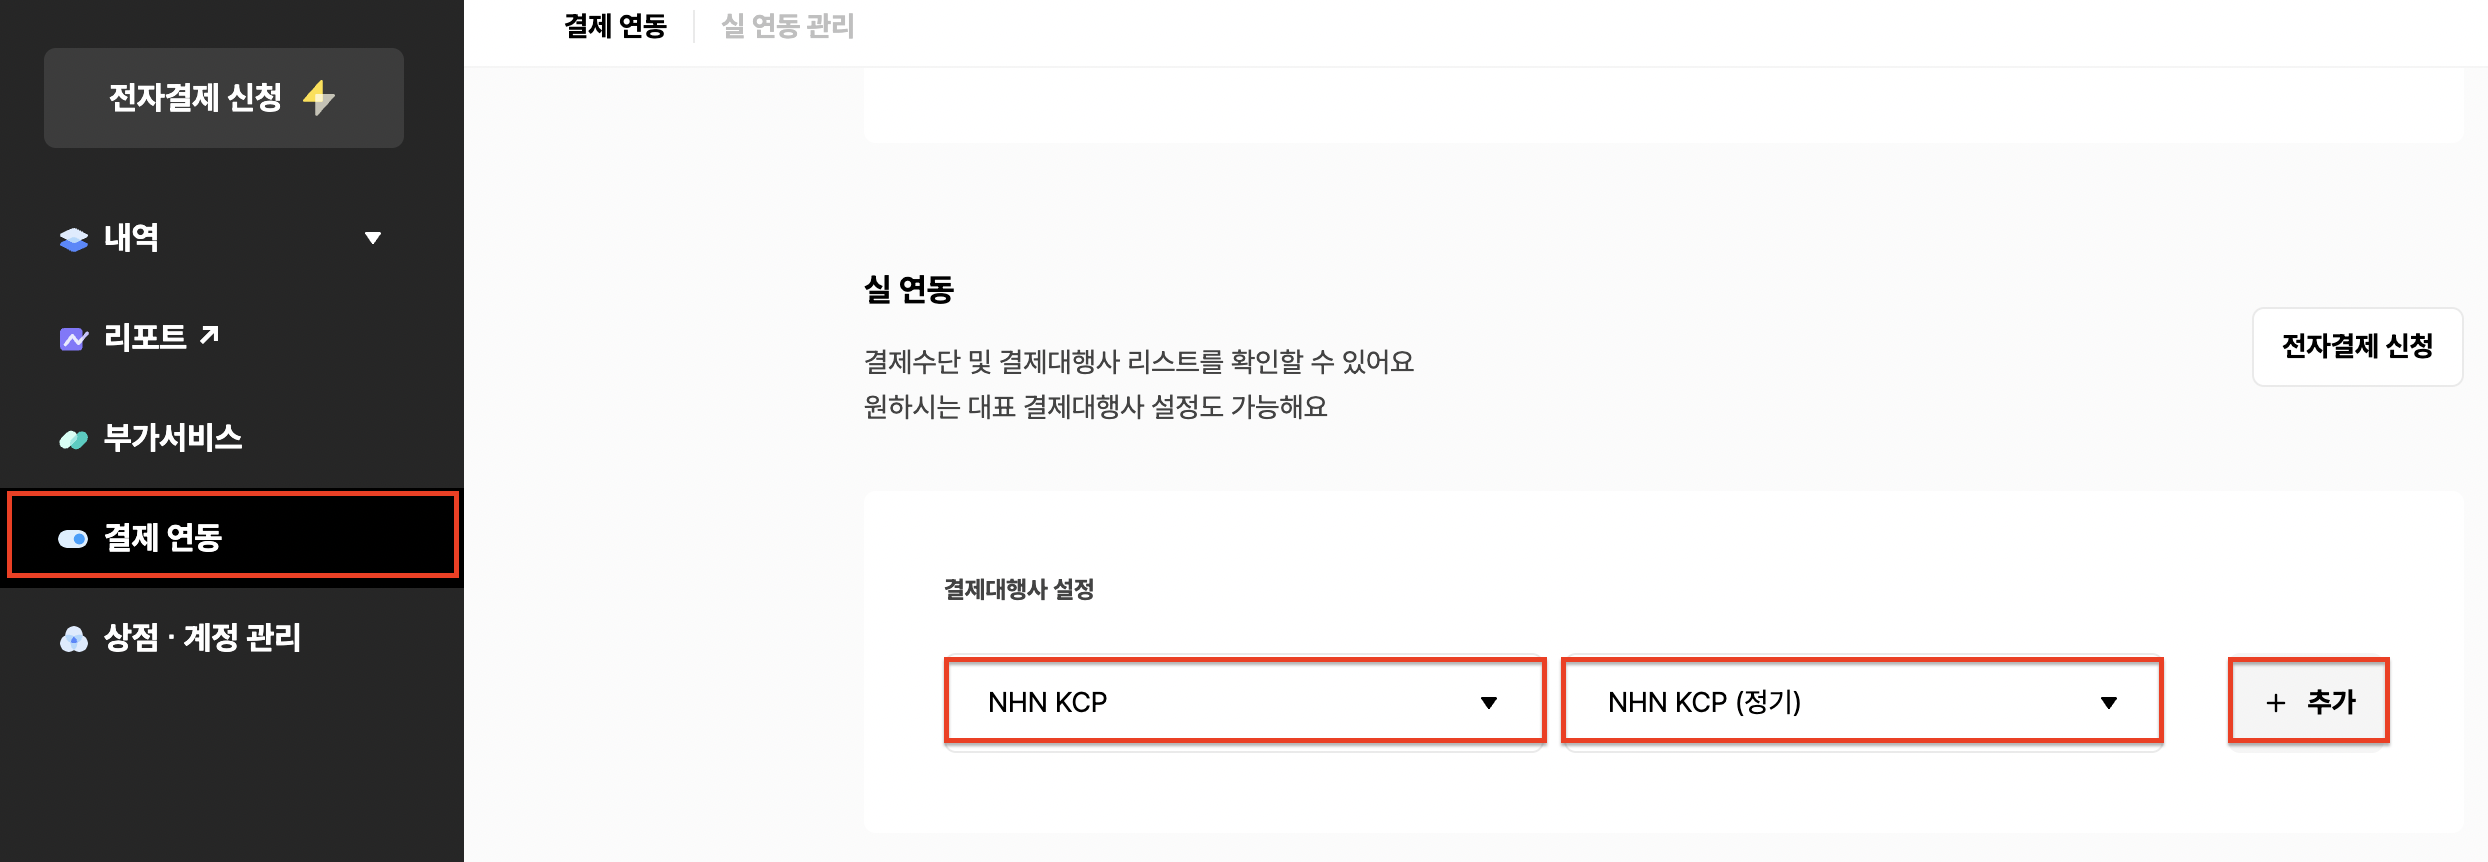 전자결제 신청
내역
리포트
부가서비스
결제 연동
상점 · 계정 관리
결제 연동
실 연동 관리
실 연동
결제수단 및 결제대행사 리스트를 확인할 수 있어요
원하시는 대표 결제대행사 설정도 가능해요
전자결제 신청
결제대행사 설정
NHN KCP
NHN KCP (정기)
+ 추가